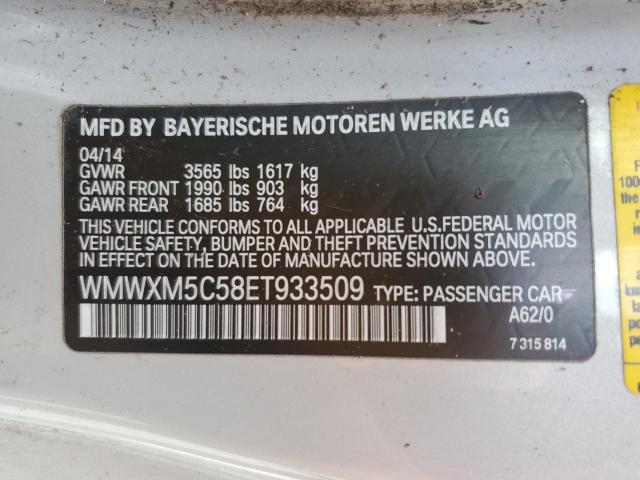 MFD BY BAYERISCHE MOTOREN WERKE AG
04/14
GVWR 3565 lbs 1617 kg
GAWR FRONT 1990 lbs 903 kg
GAWR REAR 1685 lbs 764 kg
THIS VEHICLE CONFORMS TO ALL APPLICABLE U.S.FEDERAL MOTOR
VEHICLE SAFETY, BUMPER AND THEFT PREVENTION STANDARDS
IN EFFECT ON THE DATE OF MANUFACTURE SHOWN ABOVE.
WMWXM5C58ET933509 TYPE: PASSENGER CAR
A62/0
7 315 814
100
the